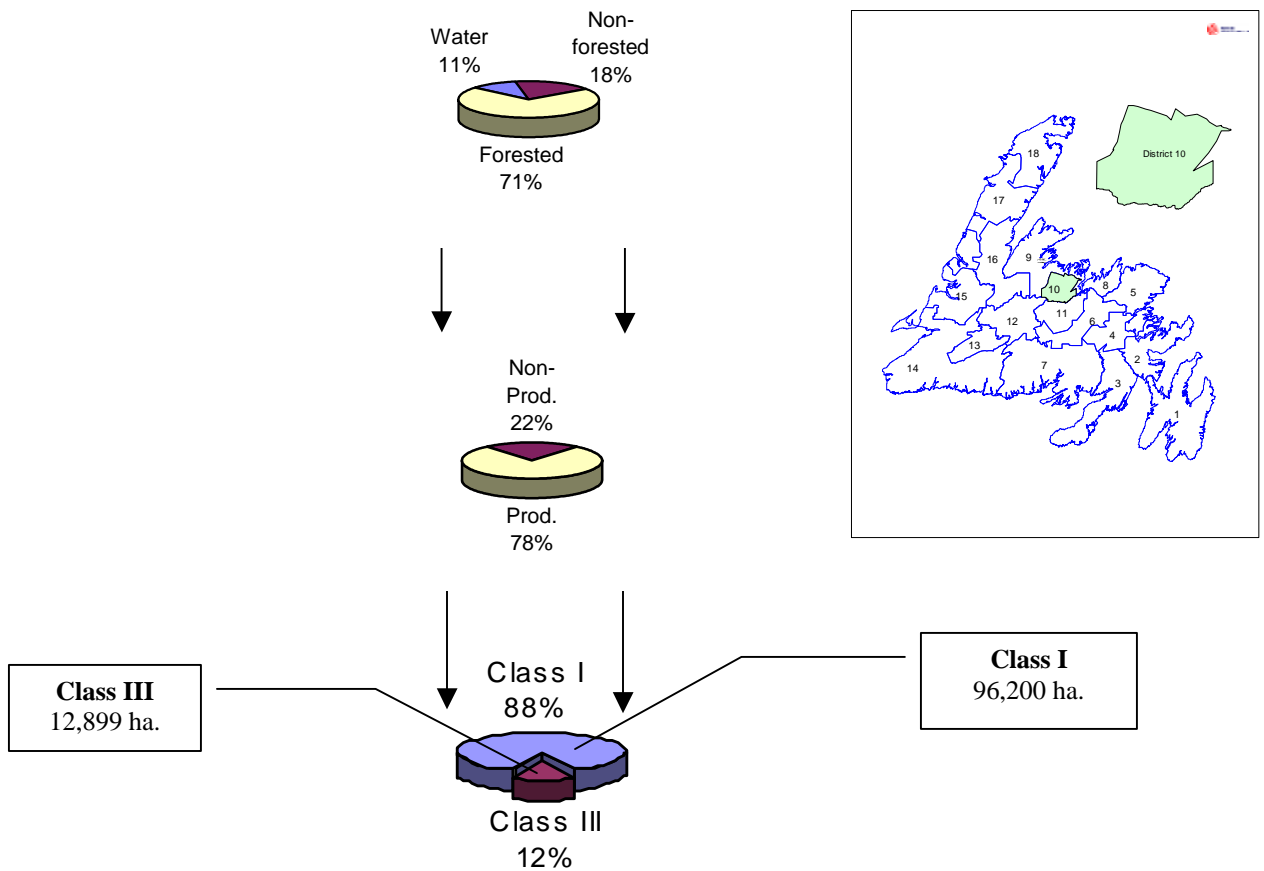 Water
11%
Non-
forested
18%
Forested
71%
Non-
Prod.
22%
Prod.
78%
Class I
88%
Class III
12%
Class III
12,899 ha.
Class I
96,200 ha.
District 10
18
17
16
9
15
10
8
5
12
11
6
4
13
14
7
2
3
1